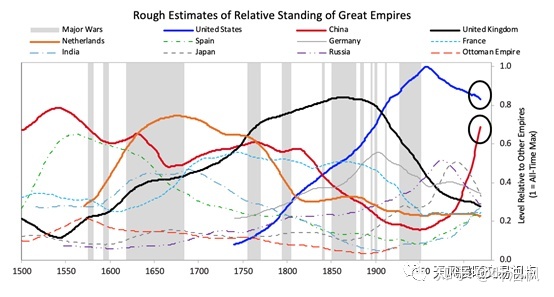 Rough Estimates of Relative Standing of Great Empires
Major Wars United States China United Kingdom
Netherlands Spain Germany France
India Japan Russia Ottoman Empire
1.0
0.8
0.6
0.4
0.2
0.0
Level Relative to Other Empires
(1 = All-Time Max)
1500 1550 1600 1650 1700 1750 1800 1850 1900